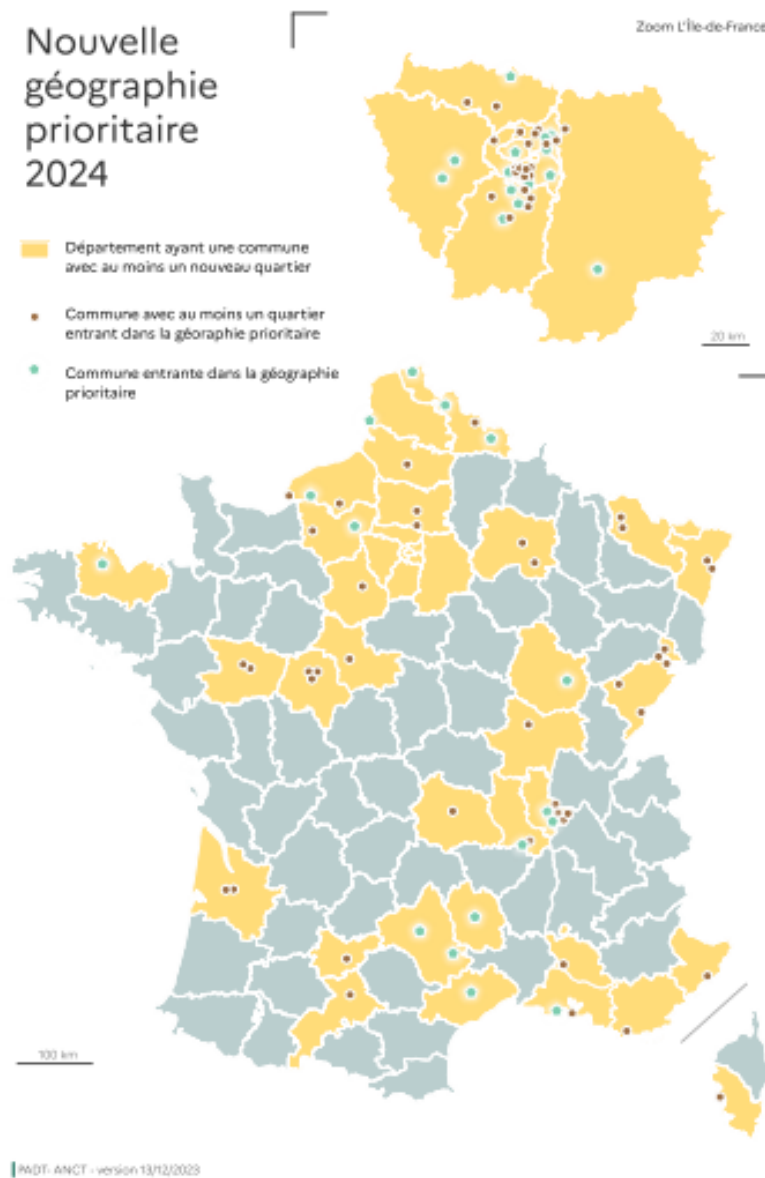 Nouvelle
géographie
prioritaire
2024
Zoom L'Île-de-France
Département ayant une commune
avec au moins un nouveau quartier
Commune avec au moins un quartier
entrant dans la géoraphie prioritaire
Commune entrante dans la géographie
prioritaire
20 km
100 km
PADT- ANCT - version 13/12/2023